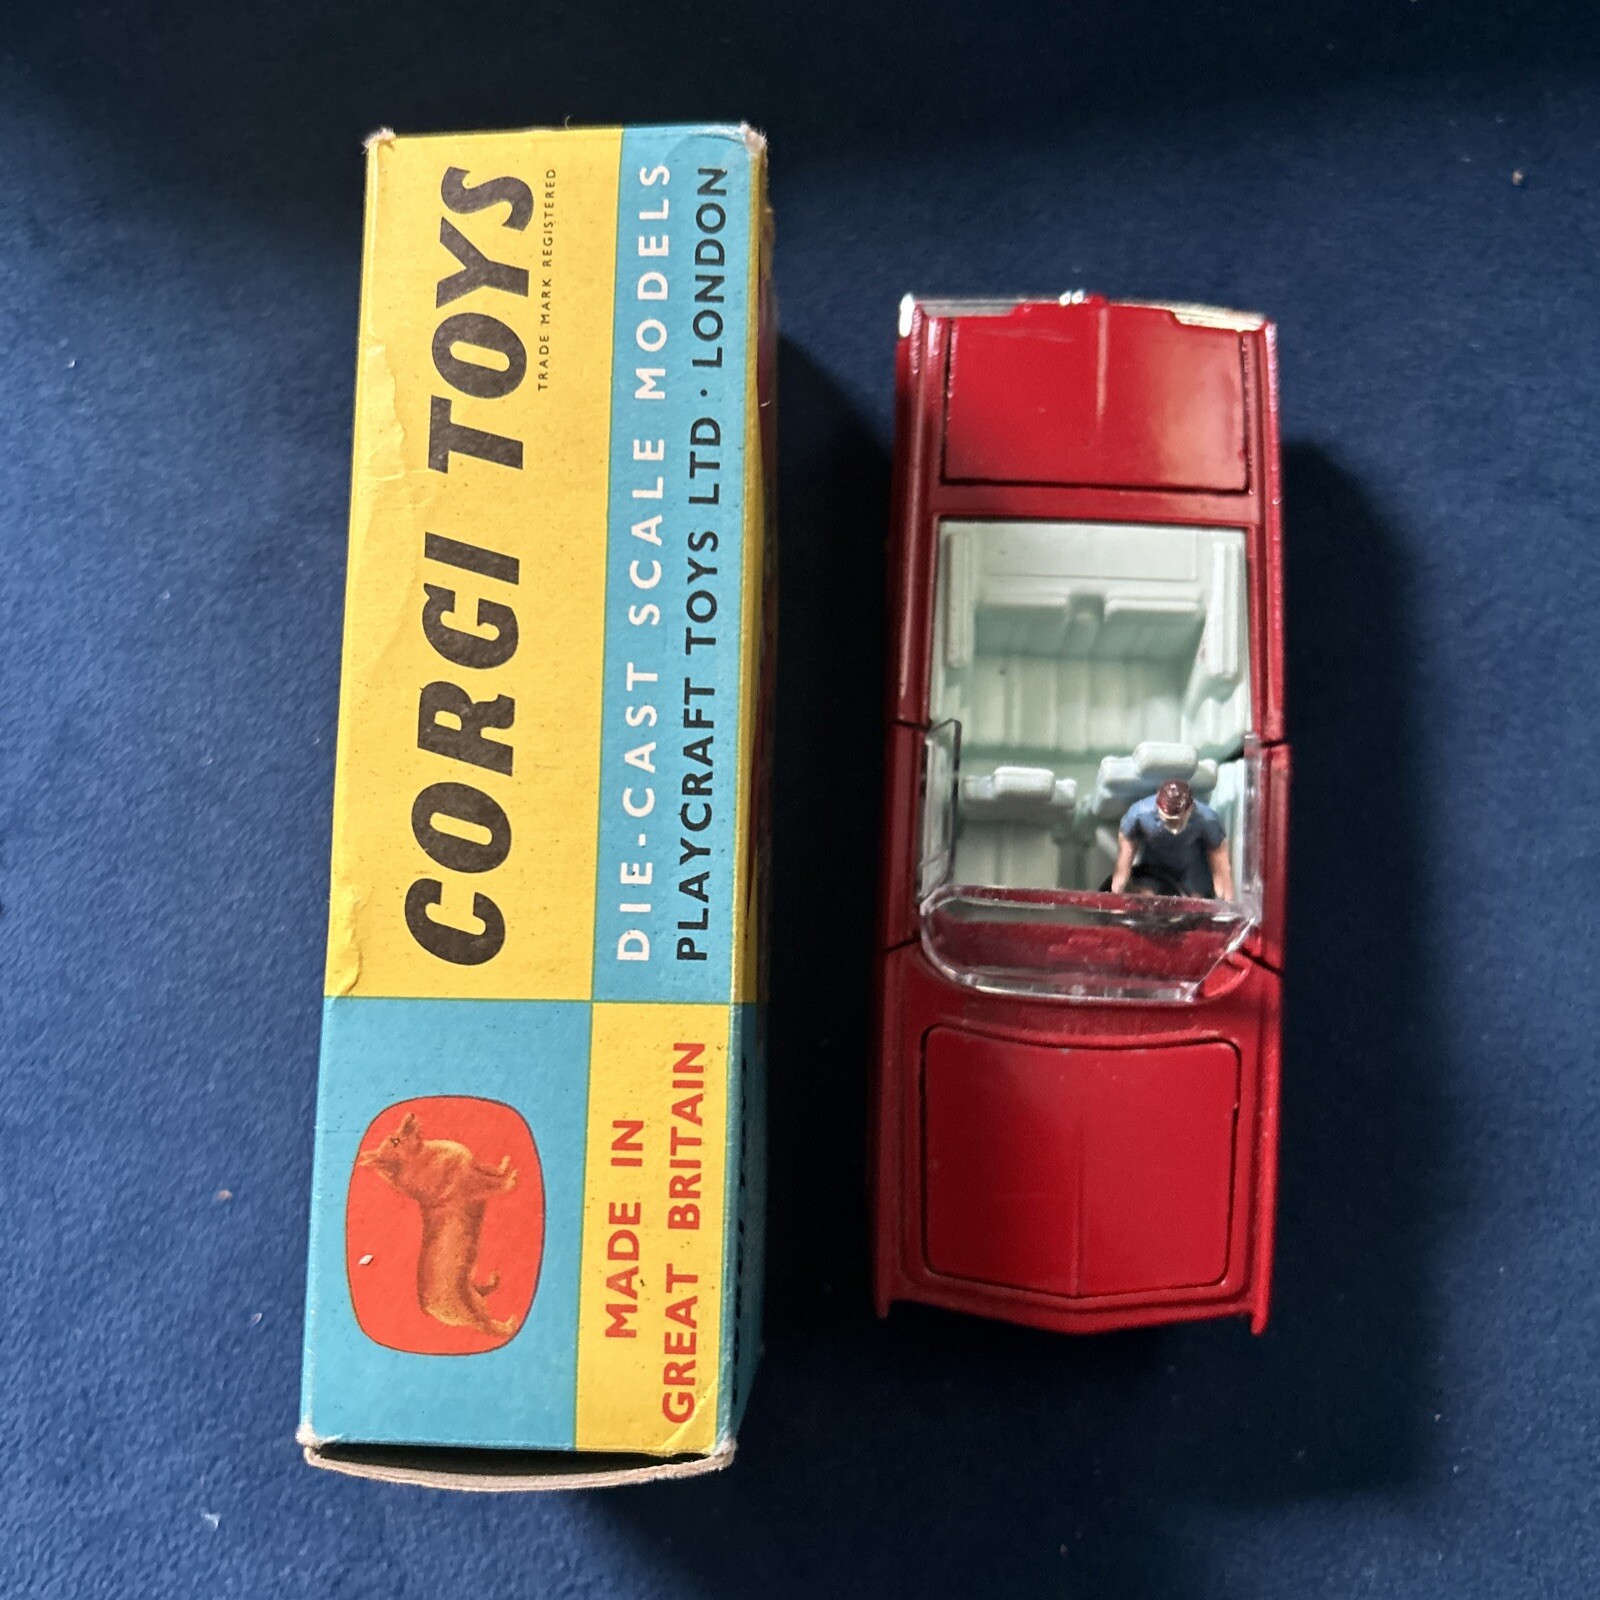 CORGI TOYS
TRADE MARK REGISTERED
DIE-CAST SCALE MODELS
PLAYCRAFT TOYS LTD · LONDON
MADE IN
GREAT BRITAIN